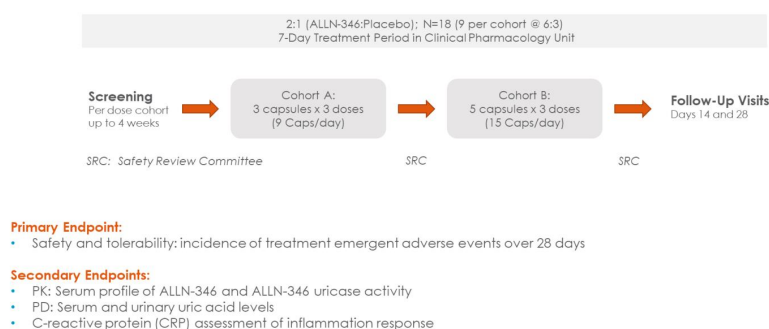 2:1 (ALLN-346:Placebo); N=18 (9 per cohort @ 6:3)
7-Day Treatment Period in Clinical Pharmacology Unit
Screening
Per dose cohort
up to 4 weeks
Cohort A:
3 capsules x 3 doses
(9 Caps/day)
Cohort B:
5 capsules x 3 doses
(15 Caps/day)
Follow-Up Visits
Days 14 and 28
SRC: Safety Review Committee
SRC
SRC
Primary Endpoint:
• Safety and tolerability: incidence of treatment emergent adverse events over 28 days
Secondary Endpoints:
• PK: Serum profile of ALLN-346 and ALLN-346 uricase activity
• PD: Serum and urinary uric acid levels
• C-reactive protein (CRP) assessment of inflammation response